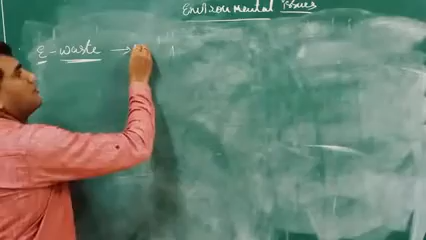 Environmental Issues
E-waste →